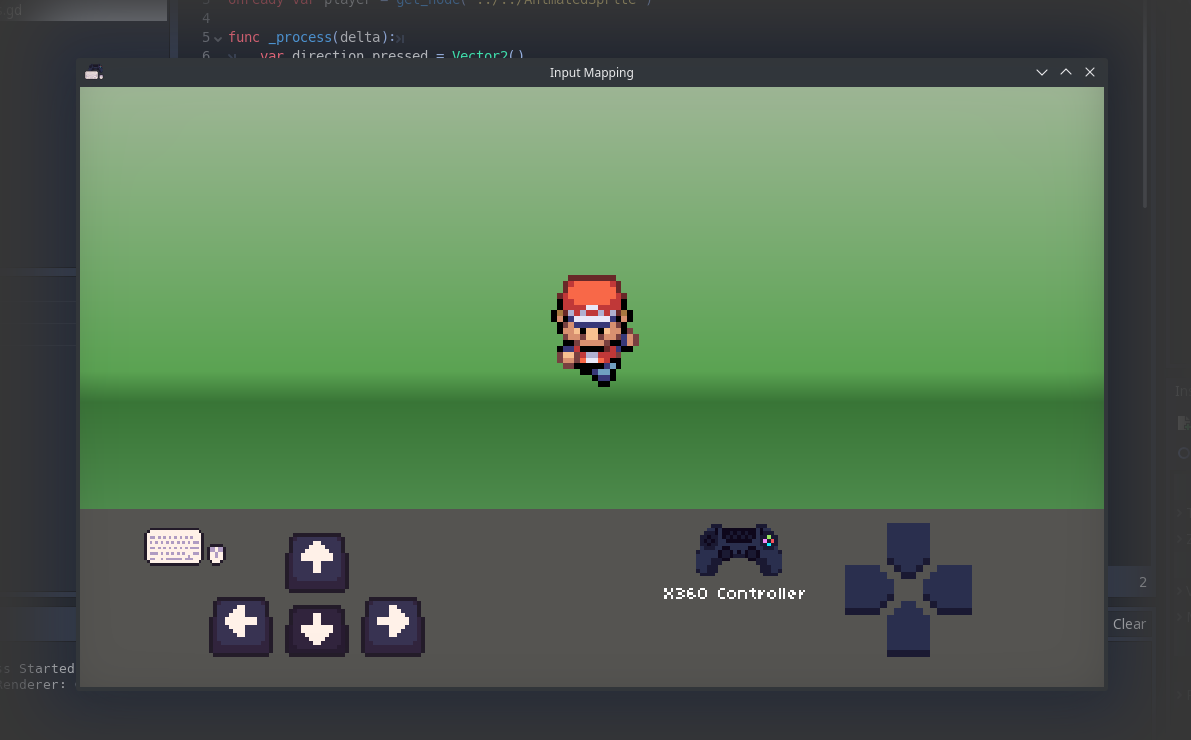 .gd
3 onready var player = get_node("../../AnimatedSprite")
4
5 func _process(delta):
6 var direction_pressed = Vector2()
Input Mapping
X360 Controller
2
Clear
s Started
enderer: